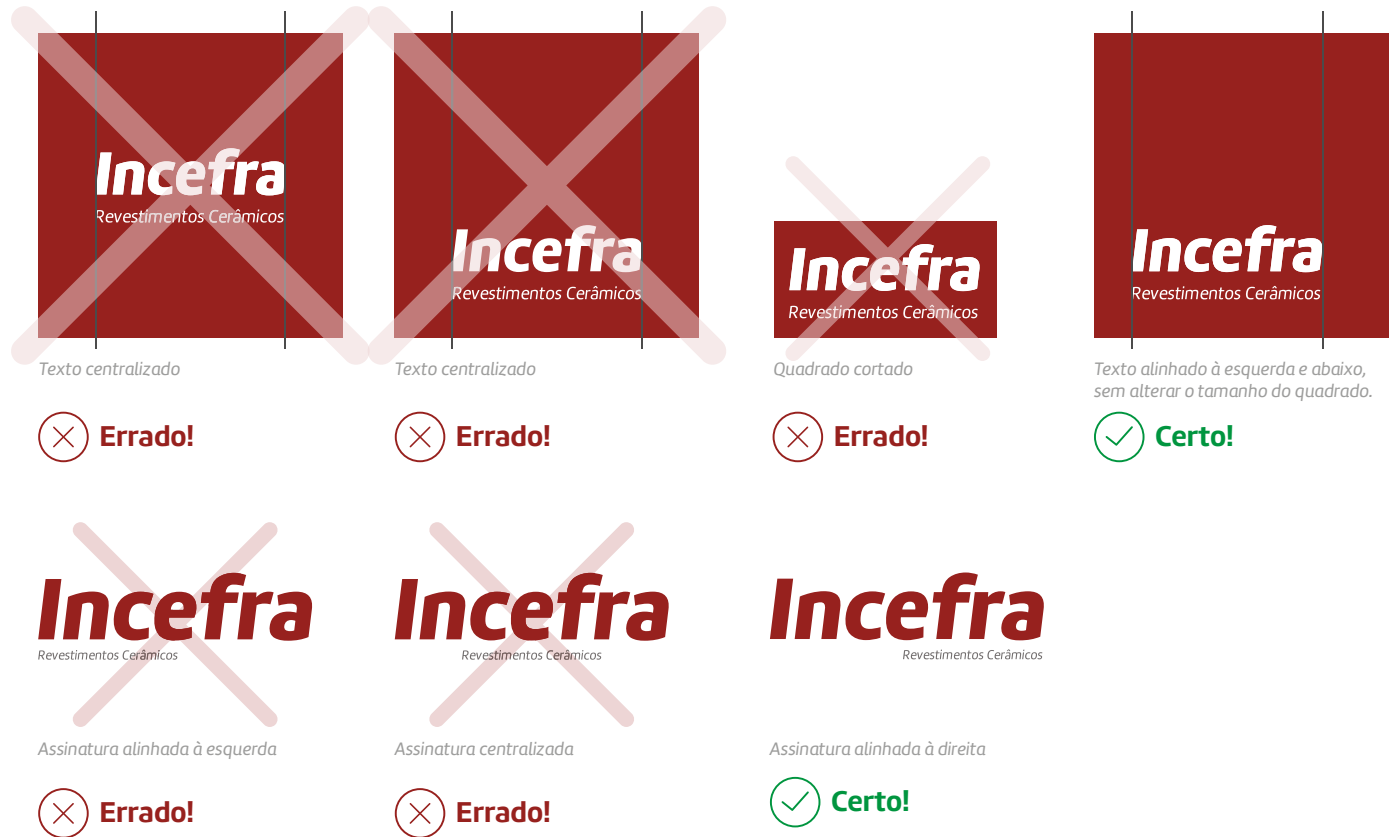 Incefra
Revestimentos Cerâmicos
Incefra
Revestimentos Cerâmicos
Incefra
Revestimentos Cerâmicos
Incefra
Revestimentos Cerâmicos
Texto centralizado
Texto centralizado
Quadrado cortado
Texto alinhado à esquerda e abaixo,
sem alterar o tamanho do quadrado.
Errado!
Errado!
Errado!
Certo!
Incefra
Revestimentos Cerâmicos
Incefra
Revestimentos Cerâmicos
Incefra
Revestimentos Cerâmicos
Assinatura alinhada à esquerda
Assinatura centralizada
Assinatura alinhada à direita
Errado!
Errado!
Certo!